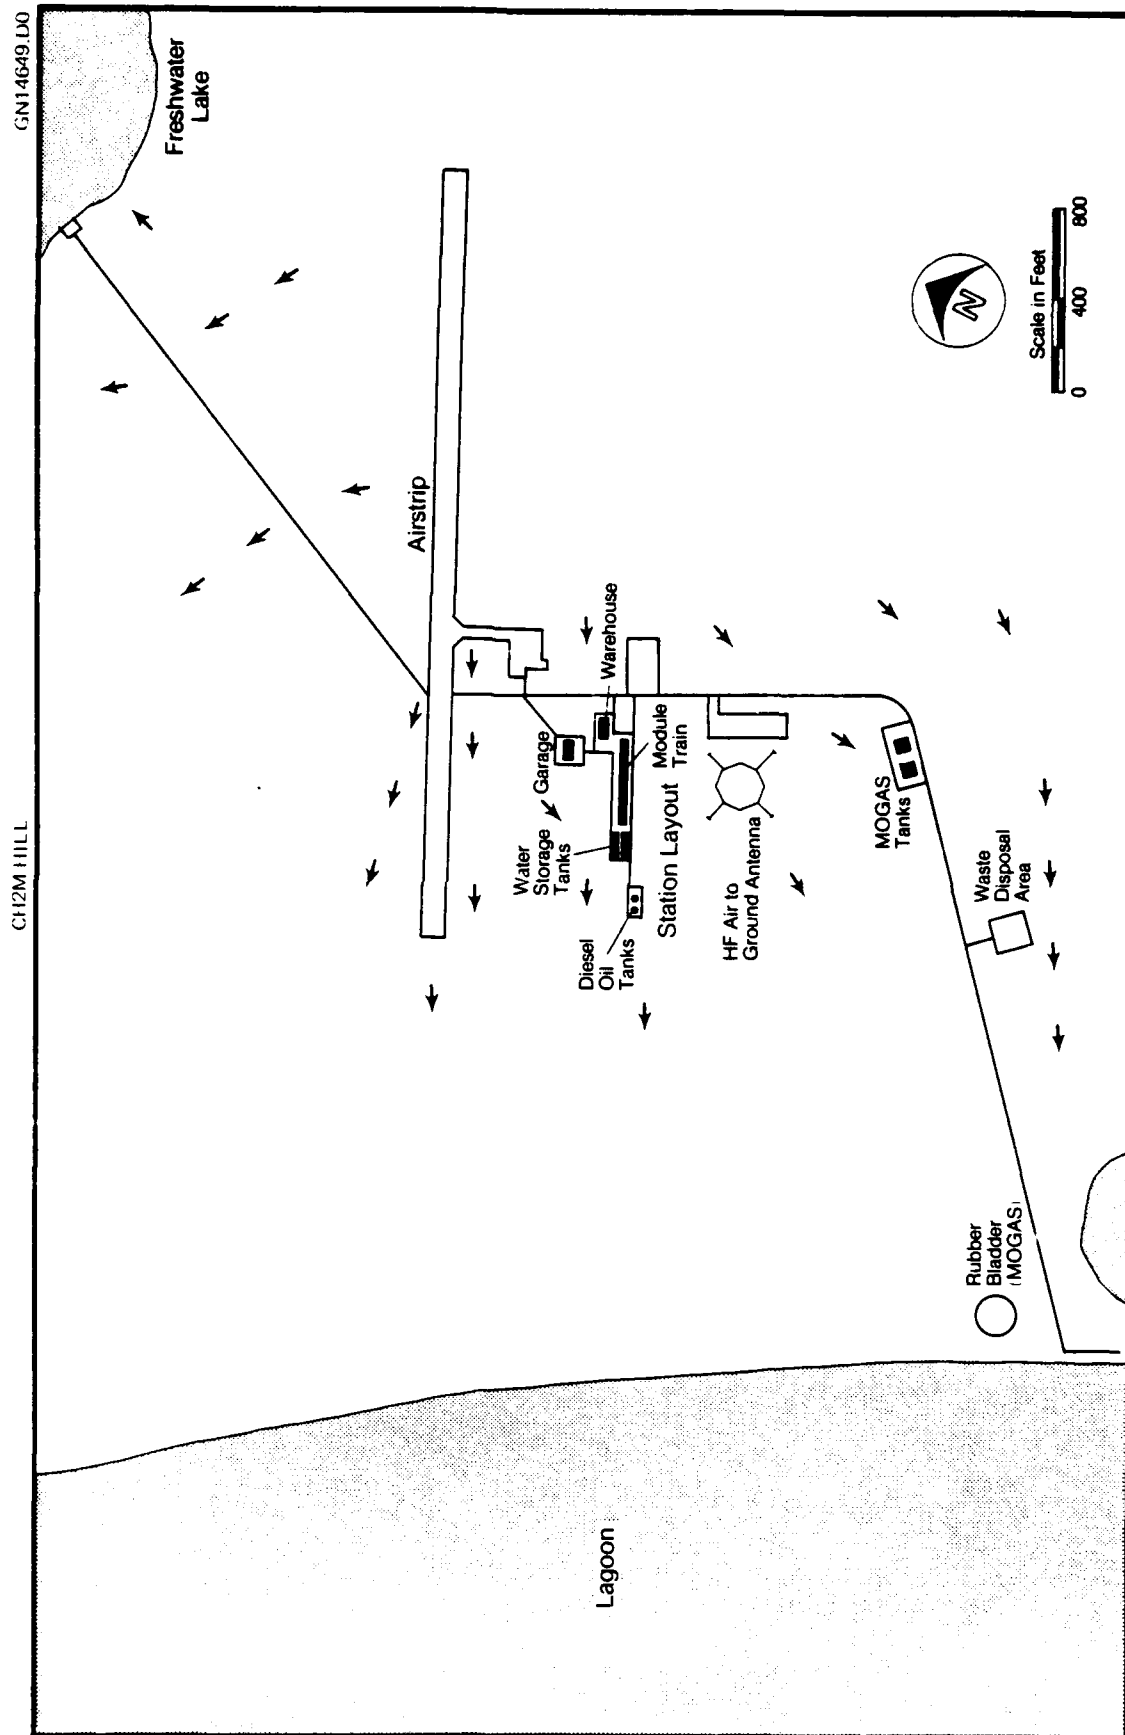 CH2M HILL
GN14649.D0
Freshwater
Lake
Airstrip
Warehouse
Garage
Module
Train
Water
Storage
Tanks
Station Layout
Diesel
Oil
Tanks
HF Air to
Ground Antenna
MOGAS
Tanks
Waste
Disposal
Area
Rubber
Bladder
(MOGAS)
Lagoon
N
Scale in Feet
0 400 800